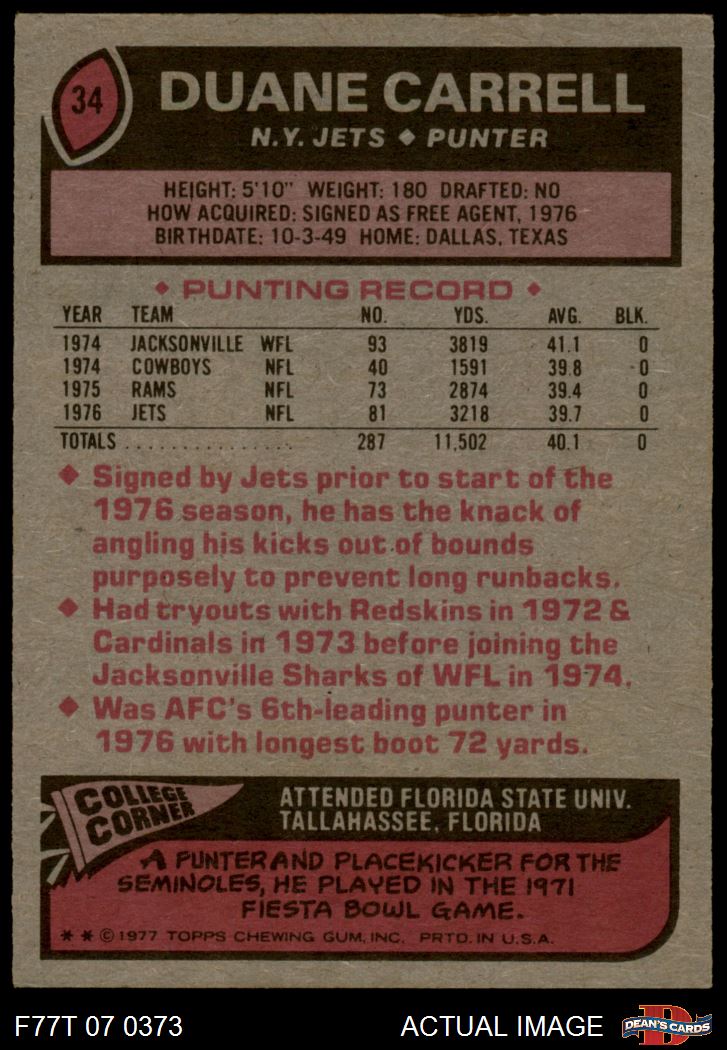 34
DUANE CARRELL
N.Y. JETS ◆ PUNTER
HEIGHT: 5'10" WEIGHT: 180 DRAFTED: NO
HOW ACQUIRED: SIGNED AS FREE AGENT, 1976
BIRTHDATE: 10-3-49 HOME: DALLAS, TEXAS
◆ PUNTING RECORD ◆
YEAR TEAM NO. YDS. AVG. BLK.
1974 JACKSONVILLE WFL 93 3819 41.1 0
1974 COWBOYS NFL 40 1591 39.8 0
1975 RAMS NFL 73 2874 39.4 0
1976 JETS NFL 81 3218 39.7 0
TOTALS . . . . . . . . . . . . . . . . 287 11,502 40.1 0
◆ Signed by Jets prior to start of the
1976 season, he has the knack of
angling his kicks out of bounds
purposely to prevent long runbacks.
◆ Had tryouts with Redskins in 1972 &
Cardinals in 1973 before joining the
Jacksonville Sharks of WFL in 1974.
◆ Was AFC's 6th-leading punter in
1976 with longest boot 72 yards.
COLLEGE
CORNER
ATTENDED FLORIDA STATE UNIV.
TALLAHASSEE, FLORIDA
A PUNTER AND PLACEKICKER FOR THE
SEMINOLES, HE PLAYED IN THE 1971
FIESTA BOWL GAME.
* * © 1977 TOPPS CHEWING GUM, INC. PRTD. IN U.S.A.
F77T 07 0373
ACTUAL IMAGE
D
DEAN'S CARDS